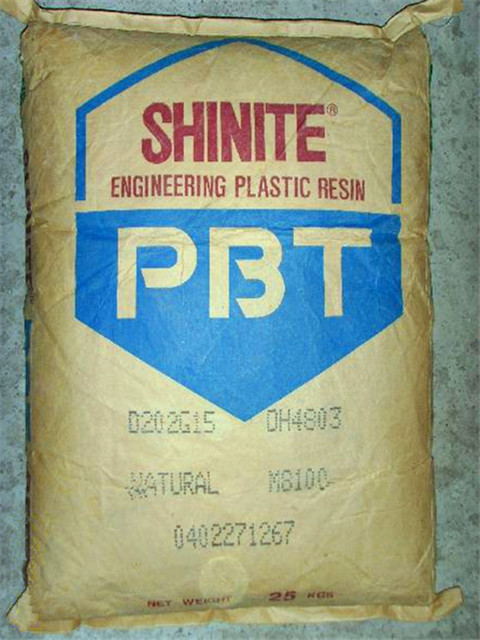 SHINITE®
ENGINEERING PLASTIC RESIN
PBT
D202G15 DH4803
NATURAL M8100
0402271267
NET WEIGHT 25 KGS